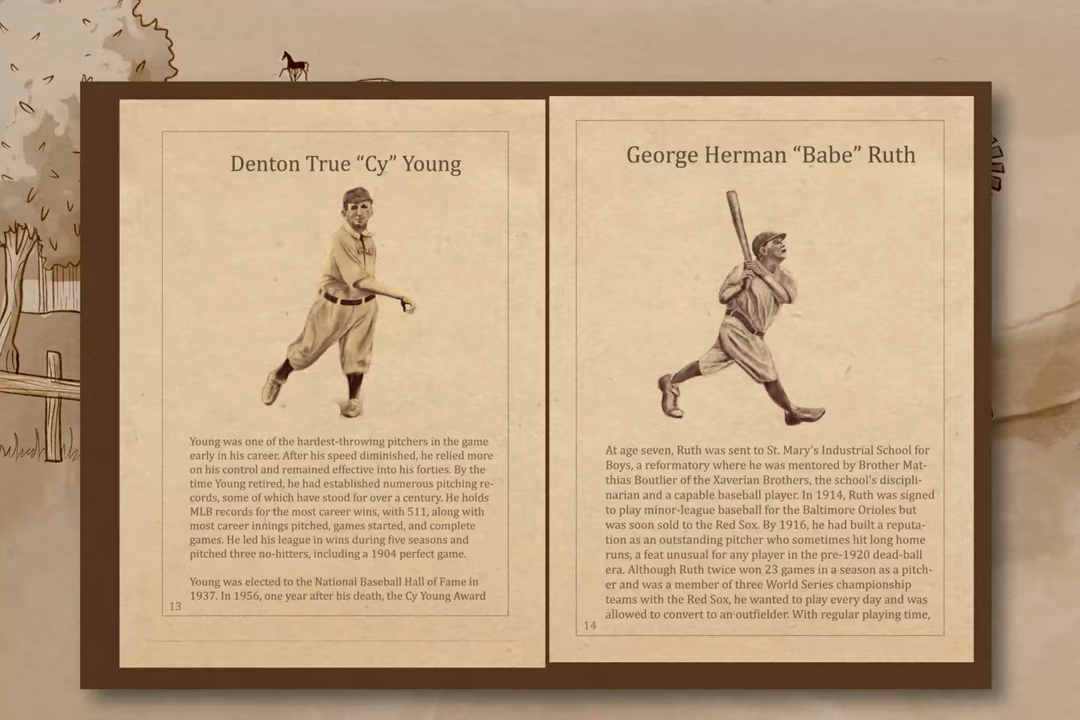 Denton True “Cy” Young
Young was one of the hardest-throwing pitchers in the game
early in his career. After his speed diminished, he relied more
on his control and remained effective into his forties. By the
time Young retired, he had established numerous pitching re-
cords, some of which have stood for over a century. He holds
MLB records for the most career wins, with 511, along with
most career innings pitched, games started, and complete
games. He led his league in wins during five seasons and
pitched three no-hitters, including a 1904 perfect game.
Young was elected to the National Baseball Hall of Fame in
1937. In 1956, one year after his death, the Cy Young Award
13
George Herman “Babe” Ruth
At age seven, Ruth was sent to St. Mary's Industrial School for
Boys, a reformatory where he was mentored by Brother Mat-
thias Boutlier of the Xaverian Brothers, the school's discipli-
narian and a capable baseball player. In 1914, Ruth was signed
to play minor-league baseball for the Baltimore Orioles but
was soon sold to the Red Sox. By 1916, he had built a reputa-
tion as an outstanding pitcher who sometimes hit long home
runs, a feat unusual for any player in the pre-1920 dead-ball
era. Although Ruth twice won 23 games in a season as a pitch-
er and was a member of three World Series championship
teams with the Red Sox, he wanted to play every day and was
allowed to convert to an outfielder. With regular playing time,
14